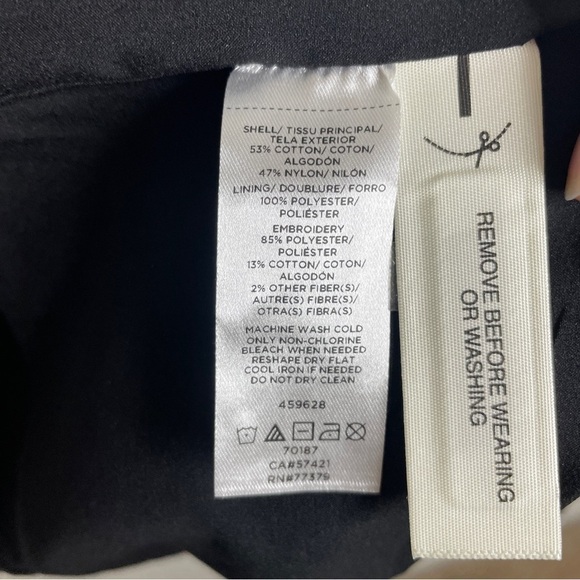 SHELL/ TISSU PRINCIPAL/
TELA EXTERIOR
53% COTTON/ COTON/
ALGODÓN
47% NYLON/ NILÓN
LINING/ DOUBLURE/ FORRO
100% POLYESTER/
POLIÉSTER
EMBROIDERY
85% POLYESTER/
POLIÉSTER
13% COTTON/ COTON/
ALGODÓN
2% OTHER FIBER(S)/
AUTRE(S) FIBRE(S)/
OTRA(S) FIBRA(S)
MACHINE WASH COLD
ONLY NON-CHLORINE
BLEACH WHEN NEEDED
RESHAPE DRY FLAT
COOL IRON IF NEEDED
DO NOT DRY CLEAN
459628
70187
CA#57421
RN#77379
REMOVE BEFORE WEARING
OR WASHING